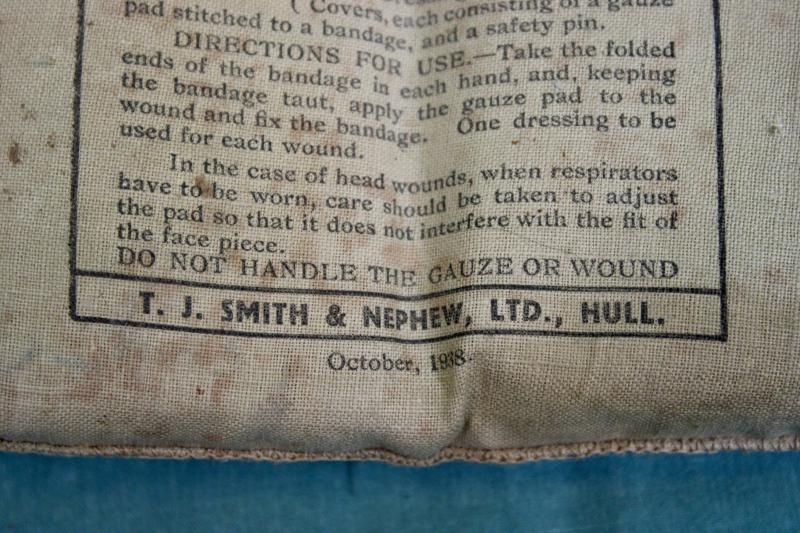 ( Covers, each consisting of a gauze
pad stitched to a bandage, and a safety pin.
DIRECTIONS FOR USE.—Take the folded
ends of the bandage in each hand, and, keeping
the bandage taut, apply the gauze pad to the
wound and fix the bandage. One dressing to be
used for each wound.
In the case of head wounds, when respirators
have to be worn, care should be taken to adjust
the pad so that it does not interfere with the fit of
the face piece.
DO NOT HANDLE THE GAUZE OR WOUND
T. J. SMITH & NEPHEW, LTD., HULL.
October, 1938.